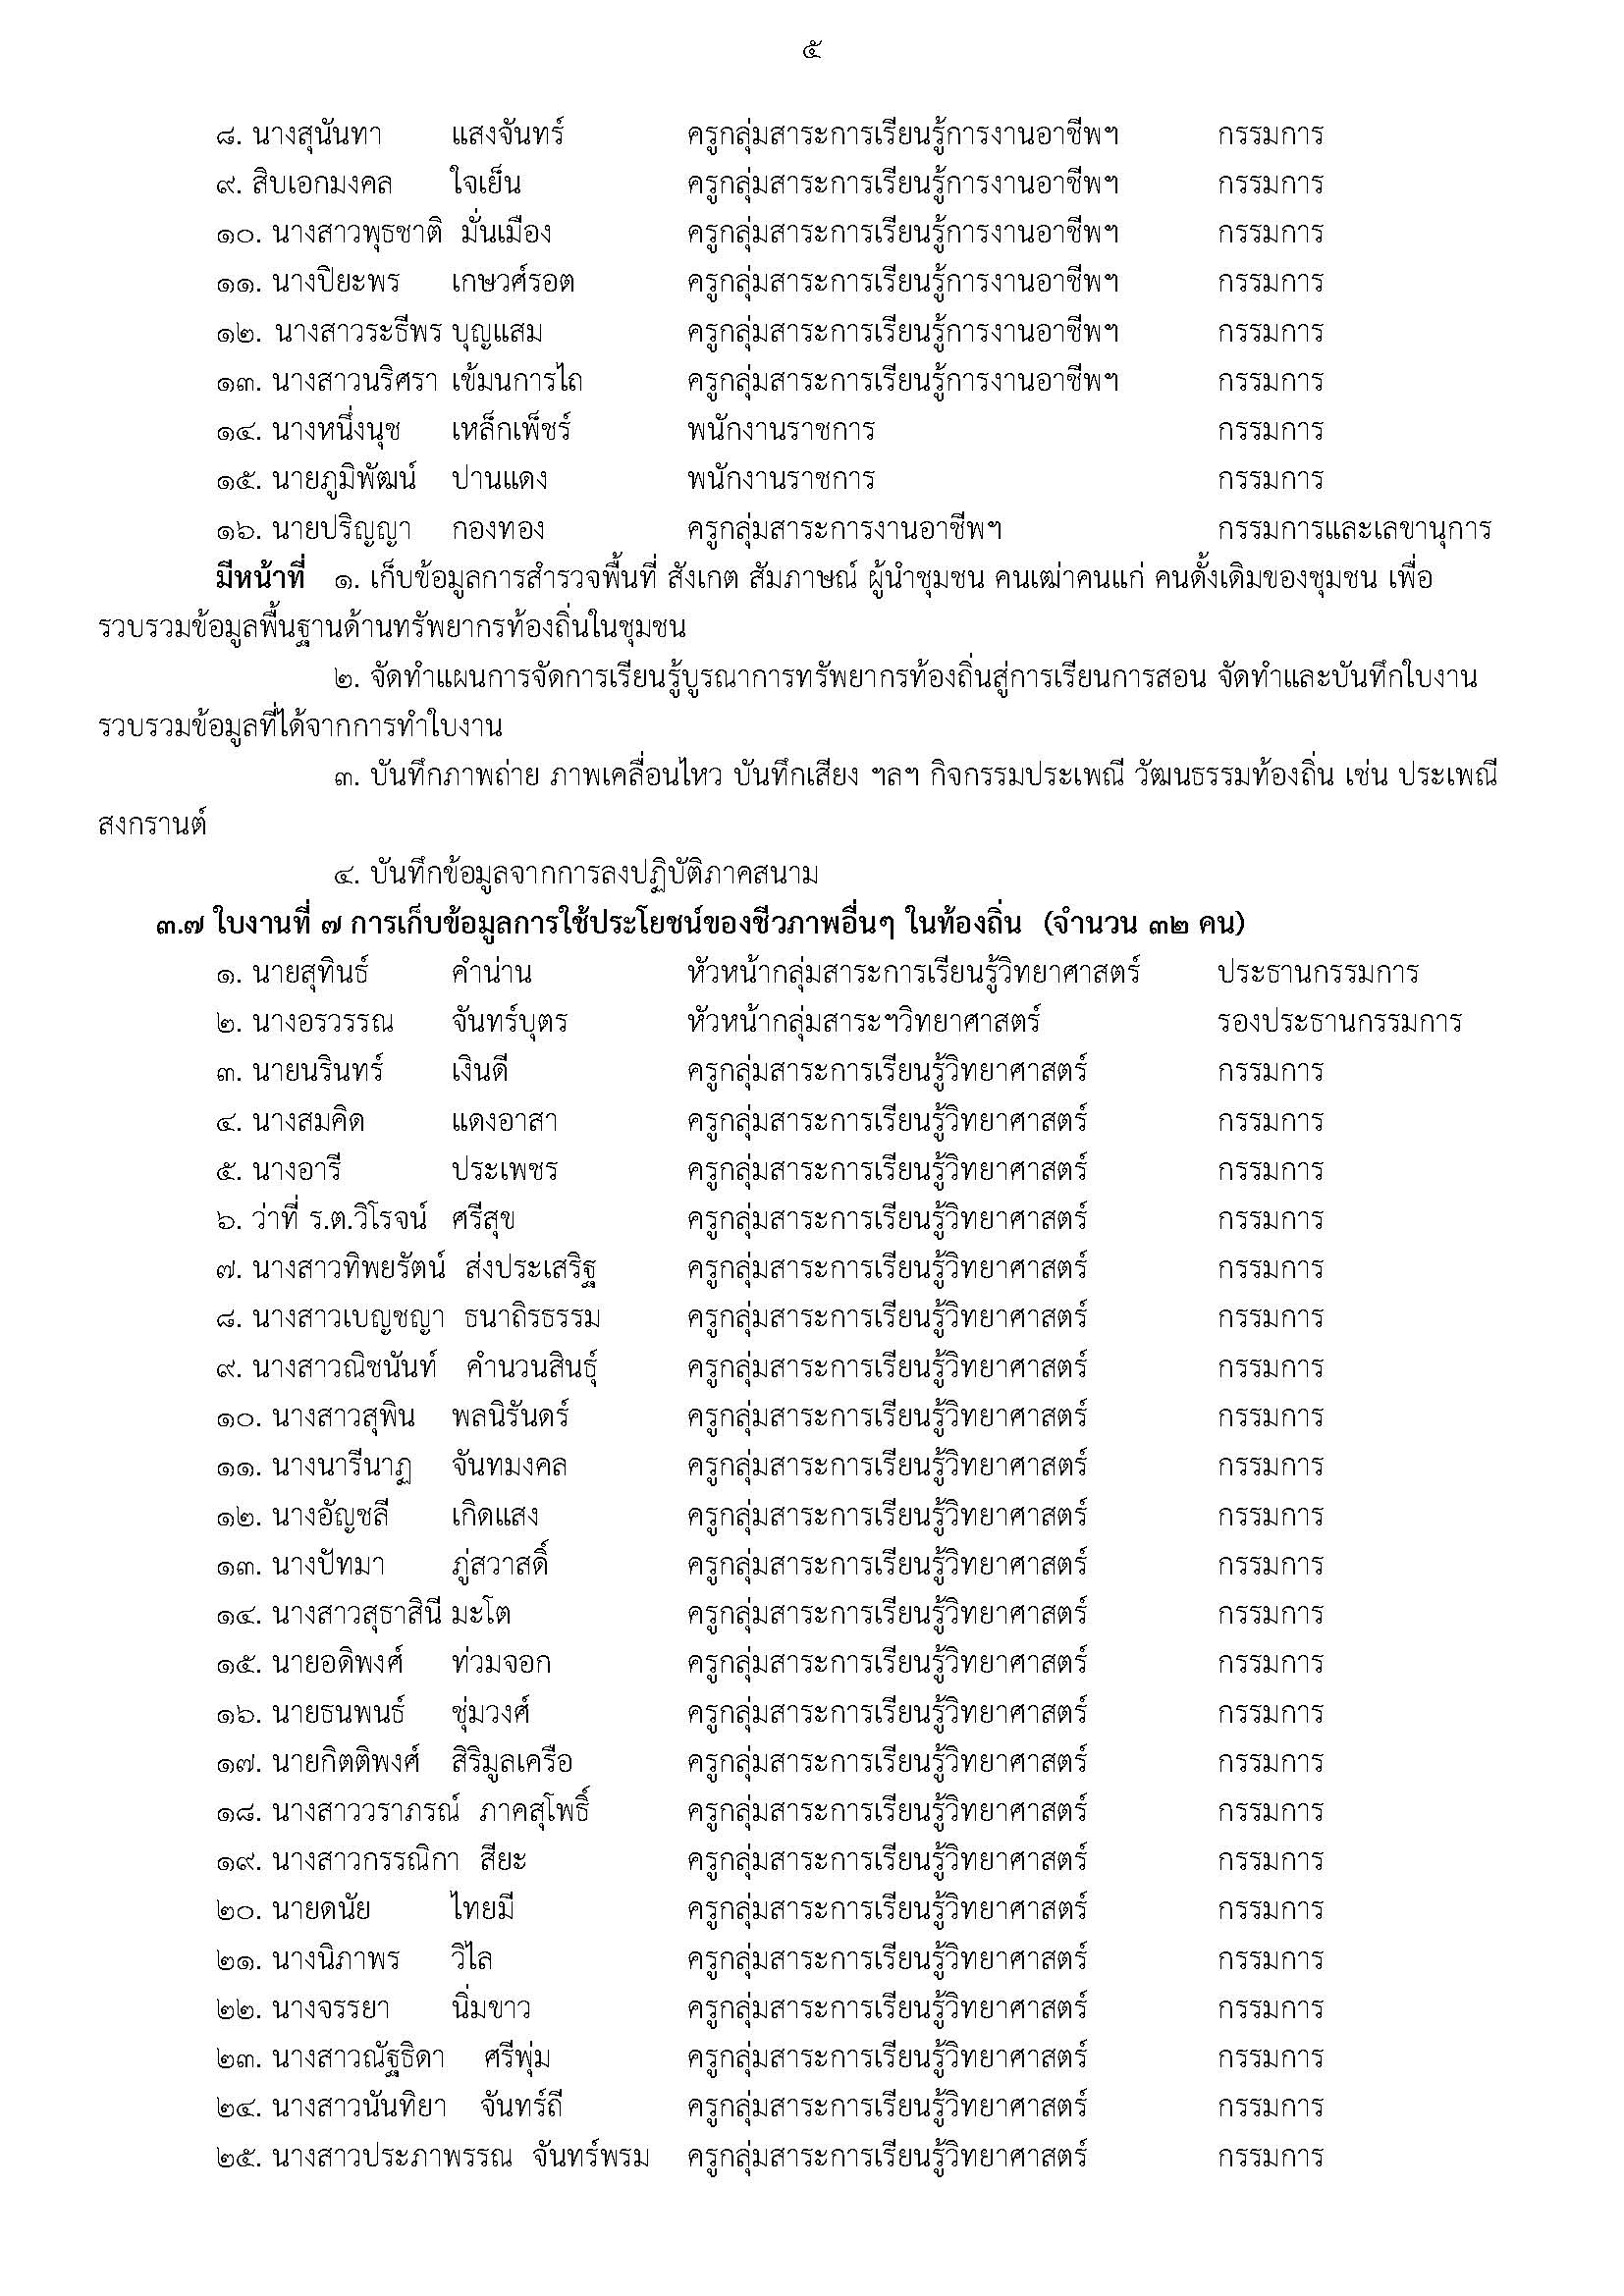 ๕
๘. นางสุนันทา แสงจันทร์ ครูกลุ่มสาระการเรียนรู้การงานอาชีพฯ กรรมการ
๙. สิบเอกมงคล ใจเย็น ครูกลุ่มสาระการเรียนรู้การงานอาชีพฯ กรรมการ
๑๐. นางสาวพุธชาติ มั่นเมือง ครูกลุ่มสาระการเรียนรู้การงานอาชีพฯ กรรมการ
๑๑. นางปิยะพร เกษวศ์รอต ครูกลุ่มสาระการเรียนรู้การงานอาชีพฯ กรรมการ
๑๒. นางสาวระธีพร บุญแสม ครูกลุ่มสาระการเรียนรู้การงานอาชีพฯ กรรมการ
๑๓. นางสาวนริศรา เข้มนการไถ ครูกลุ่มสาระการเรียนรู้การงานอาชีพฯ กรรมการ
๑๔. นางหนึ่งนุช เหล็กเพ็ชร์ พนักงานราชการ กรรมการ
๑๕. นายภูมิพัฒน์ ปานแดง พนักงานราชการ กรรมการ
๑๖. นายปริญญา กองทอง ครูกลุ่มสาระการงานอาชีพฯ กรรมการและเลขานุการ
มีหน้าที่ ๑. เก็บข้อมูลการสำรวจพื้นที่ สังเกต สัมภาษณ์ ผู้นำชุมชน คนเฒ่าคนแก่ คนดั้งเดิมของชุมชน เพื่อ
รวบรวมข้อมูลพื้นฐานด้านทรัพยากรท้องถิ่นในชุมชน
๒. จัดทำแผนการจัดการเรียนรู้บูรณาการทรัพยากรท้องถิ่นสู่การเรียนการสอน จัดทำและบันทึกใบงาน
รวบรวมข้อมูลที่ได้จากการทำใบงาน
๓. บันทึกภาพถ่าย ภาพเคลื่อนไหว บันทึกเสียง ฯลฯ กิจกรรมประเพณี วัฒนธรรมท้องถิ่น เช่น ประเพณี
สงกรานต์
๔. บันทึกข้อมูลจากการลงปฏิบัติภาคสนาม
๓.๗ ใบงานที่ ๗ การเก็บข้อมูลการใช้ประโยชน์ของชีวภาพอื่นๆ ในท้องถิ่น (จำนวน ๓๒ คน)
๑. นายสุทินธ์ คำน่าน หัวหน้ากลุ่มสาระการเรียนรู้วิทยาศาสตร์ ประธานกรรมการ
๒. นางอรวรรณ จันทร์บุตร หัวหน้ากลุ่มสาระฯวิทยาศาสตร์ รองประธานกรรมการ
๓. นายนรินทร์ เงินดี ครูกลุ่มสาระการเรียนรู้วิทยาศาสตร์ กรรมการ
๔. นางสมคิด แดงอาสา ครูกลุ่มสาระการเรียนรู้วิทยาศาสตร์ กรรมการ
๕. นางอารี ประเพชร ครูกลุ่มสาระการเรียนรู้วิทยาศาสตร์ กรรมการ
๖. ว่าที่ ร.ต.วิโรจน์ ศรีสุข ครูกลุ่มสาระการเรียนรู้วิทยาศาสตร์ กรรมการ
๗. นางสาวทิพยรัตน์ ส่งประเสริฐ ครูกลุ่มสาระการเรียนรู้วิทยาศาสตร์ กรรมการ
๘. นางสาวเบญชญา ธนาถิรธรรม ครูกลุ่มสาระการเรียนรู้วิทยาศาสตร์ กรรมการ
๙. นางสาวณิชนันท์ คำนวนสินธุ์ ครูกลุ่มสาระการเรียนรู้วิทยาศาสตร์ กรรมการ
๑๐. นางสาวสุพิน พลนิรันดร์ ครูกลุ่มสาระการเรียนรู้วิทยาศาสตร์ กรรมการ
๑๑. นางนารีนาฏ จันทมงคล ครูกลุ่มสาระการเรียนรู้วิทยาศาสตร์ กรรมการ
๑๒. นางอัญชลี เกิดแสง ครูกลุ่มสาระการเรียนรู้วิทยาศาสตร์ กรรมการ
๑๓. นางปัทมา ภู่สวาสดิ์ ครูกลุ่มสาระการเรียนรู้วิทยาศาสตร์ กรรมการ
๑๔. นางสาวสุธาสินี มะโต ครูกลุ่มสาระการเรียนรู้วิทยาศาสตร์ กรรมการ
๑๕. นายอดิพงศ์ ท่วมจอก ครูกลุ่มสาระการเรียนรู้วิทยาศาสตร์ กรรมการ
๑๖. นายธนพนธ์ ชุ่มวงศ์ ครูกลุ่มสาระการเรียนรู้วิทยาศาสตร์ กรรมการ
๑๗. นายกิตติพงศ์ สิริมูลเครือ ครูกลุ่มสาระการเรียนรู้วิทยาศาสตร์ กรรมการ
๑๘. นางสาววราภรณ์ ภาคสุโพธิ์ ครูกลุ่มสาระการเรียนรู้วิทยาศาสตร์ กรรมการ
๑๙. นางสาวกรรณิกา สียะ ครูกลุ่มสาระการเรียนรู้วิทยาศาสตร์ กรรมการ
๒๐. นายดนัย ไทยมี ครูกลุ่มสาระการเรียนรู้วิทยาศาสตร์ กรรมการ
๒๑. นางนิภาพร วิไล ครูกลุ่มสาระการเรียนรู้วิทยาศาสตร์ กรรมการ
๒๒. นางจรรยา นิ่มขาว ครูกลุ่มสาระการเรียนรู้วิทยาศาสตร์ กรรมการ
๒๓. นางสาวณัฐธิดา ศรีพุ่ม ครูกลุ่มสาระการเรียนรู้วิทยาศาสตร์ กรรมการ
๒๔. นางสาวนันทิยา จันทร์ถี ครูกลุ่มสาระการเรียนรู้วิทยาศาสตร์ กรรมการ
๒๕. นางสาวประภาพรรณ จันทร์พรม ครูกลุ่มสาระการเรียนรู้วิทยาศาสตร์ กรรมการ